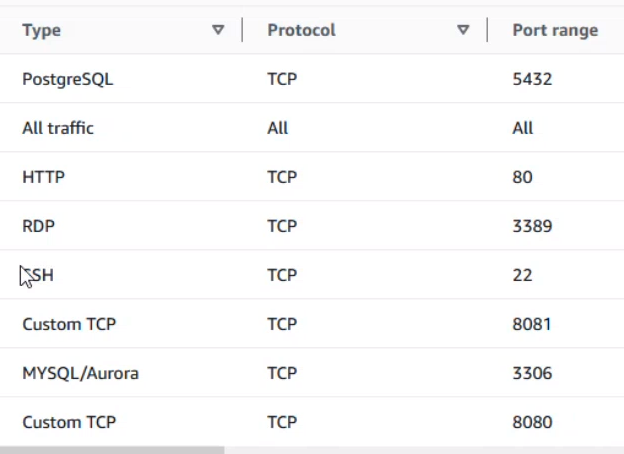 Type Protocol Port range
PostgreSQL TCP 5432
All traffic All All
HTTP TCP 80
RDP TCP 3389
SSH TCP 22
Custom TCP TCP 8081
MYSQL/Aurora TCP 3306
Custom TCP TCP 8080